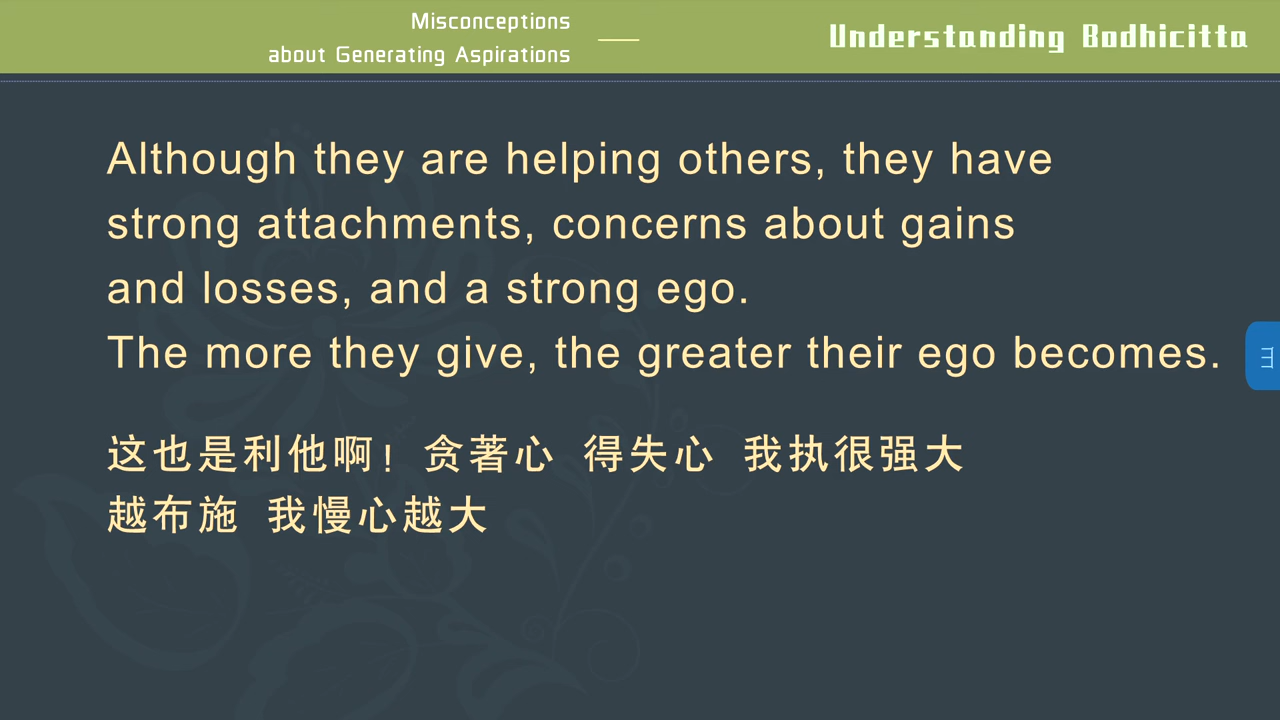 Misconceptions
about Generating Aspirations
Understanding Bodhicitta
Although they are helping others, they have
strong attachments, concerns about gains
and losses, and a strong ego.
The more they give, the greater their ego becomes.
这也是利他啊！贪著心 得失心 我执很强大
越布施 我慢心越大